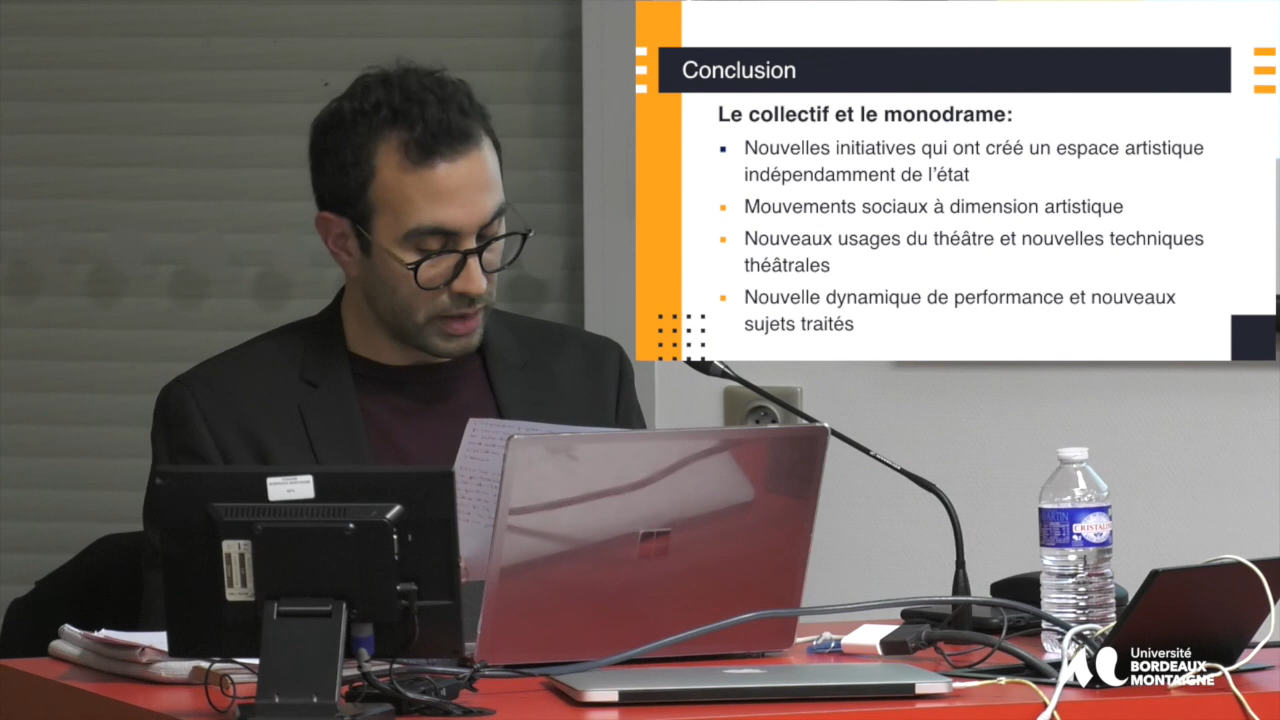 Conclusion
Le collectif et le monodrame:
Nouvelles initiatives qui ont créé un espace artistique
indépendamment de l'état
Mouvements sociaux à dimension artistique
Nouveaux usages du théâtre et nouvelles techniques
théâtrales
Nouvelle dynamique de performance et nouveaux
sujets traités
Université
BORDEAUX
MONTAIGNE